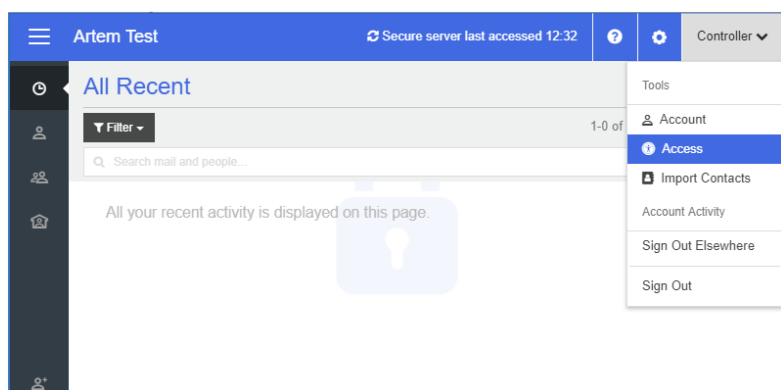 Artem Test
Secure server last accessed 12:32
Controller
All Recent
Filter
1-0 of
Search mail and people...
All your recent activity is displayed on this page.
Tools
Account
Access
Import Contacts
Account Activity
Sign Out Elsewhere
Sign Out